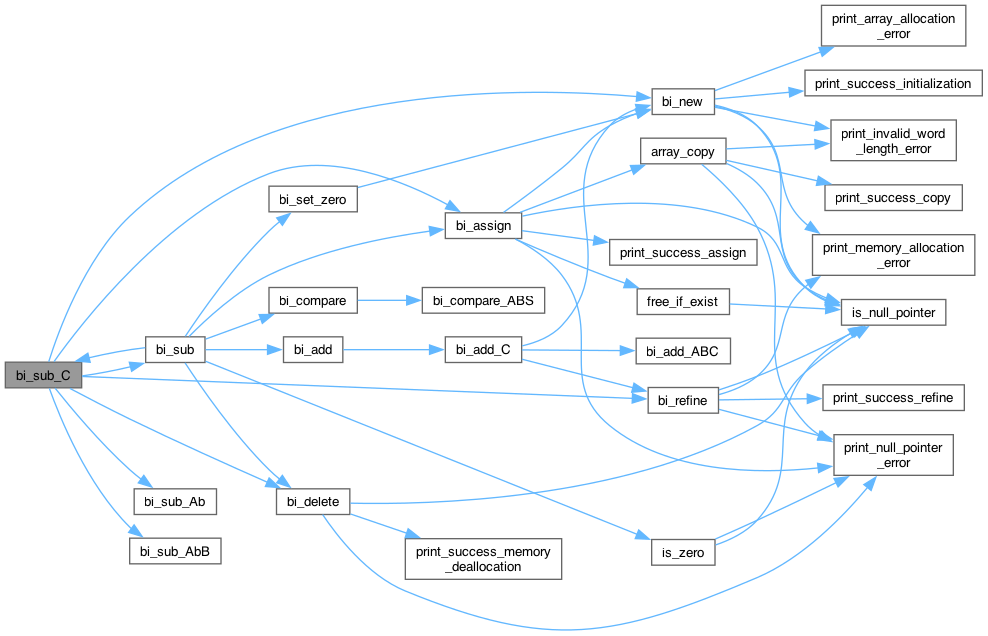 print_array_allocation
_error
print_success_initialization
bi_new
print_invalid_word
_length_error
array_copy
print_success_copy
bi_set_zero
bi_assign
print_success_assign
print_memory_allocation
_error
bi_compare
bi_compare_ABS
free_if_exist
is_null_pointer
bi_sub
bi_add
bi_add_C
bi_add_ABC
bi_sub_C
bi_refine
print_success_refine
print_null_pointer
_error
bi_sub_Ab
bi_delete
bi_sub_AbB
print_success_memory
_deallocation
is_zero